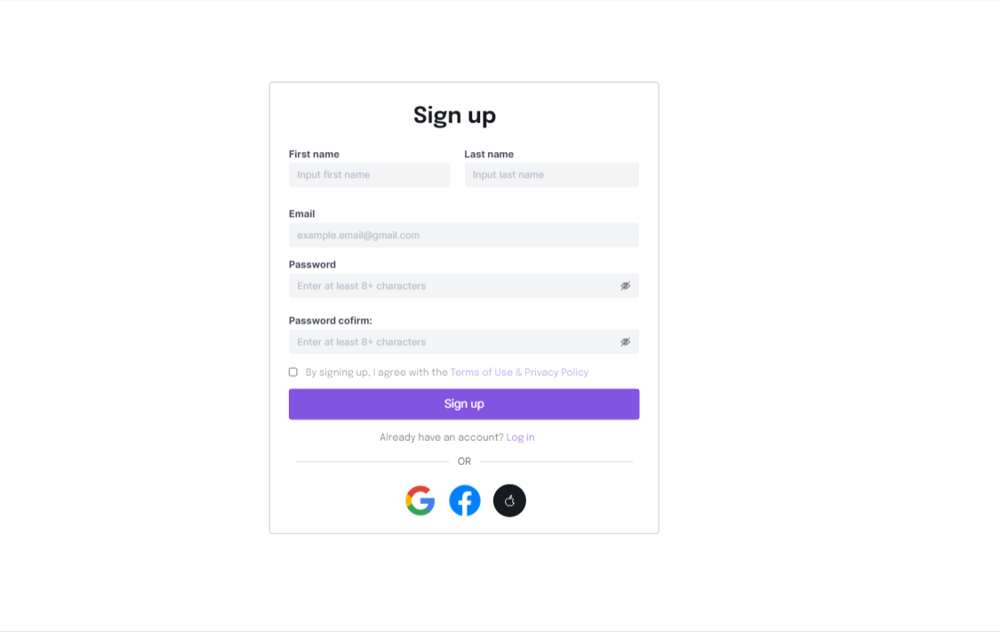 Sign up
First name Last name
Input first name Input last name
Email
example.email@gmail.com
Password
Enter at least 8+ characters
Password cofirm:
Enter at least 8+ characters
By signing up, I agree with the Terms of Use & Privacy Policy
Sign up
Already have an account? Log in
OR